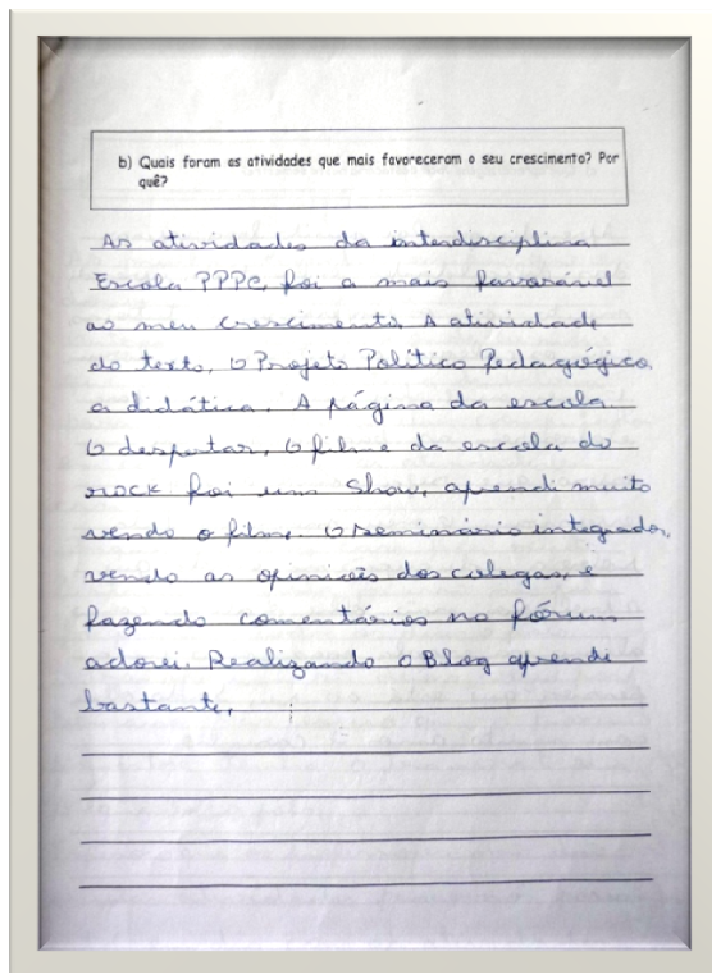 b) Quais foram as atividades que mais favoreceram o seu crescimento? Por
quê?
As atividades da interdisciplina
Escola PPPC, foi a mais favorável
ao meu crescimento, A atividade
do texto, O Projeto Político Pedagógico,
a didática. A página da escola.
O despertar, O filme da escola do
rock foi um Show, aprendi muito
vendo o filme. O seminário integrador,
vendo as opiniões dos colegas, e
fazendo comentários no fórum
adorei. Realizando o Blog aprendi
bastante,